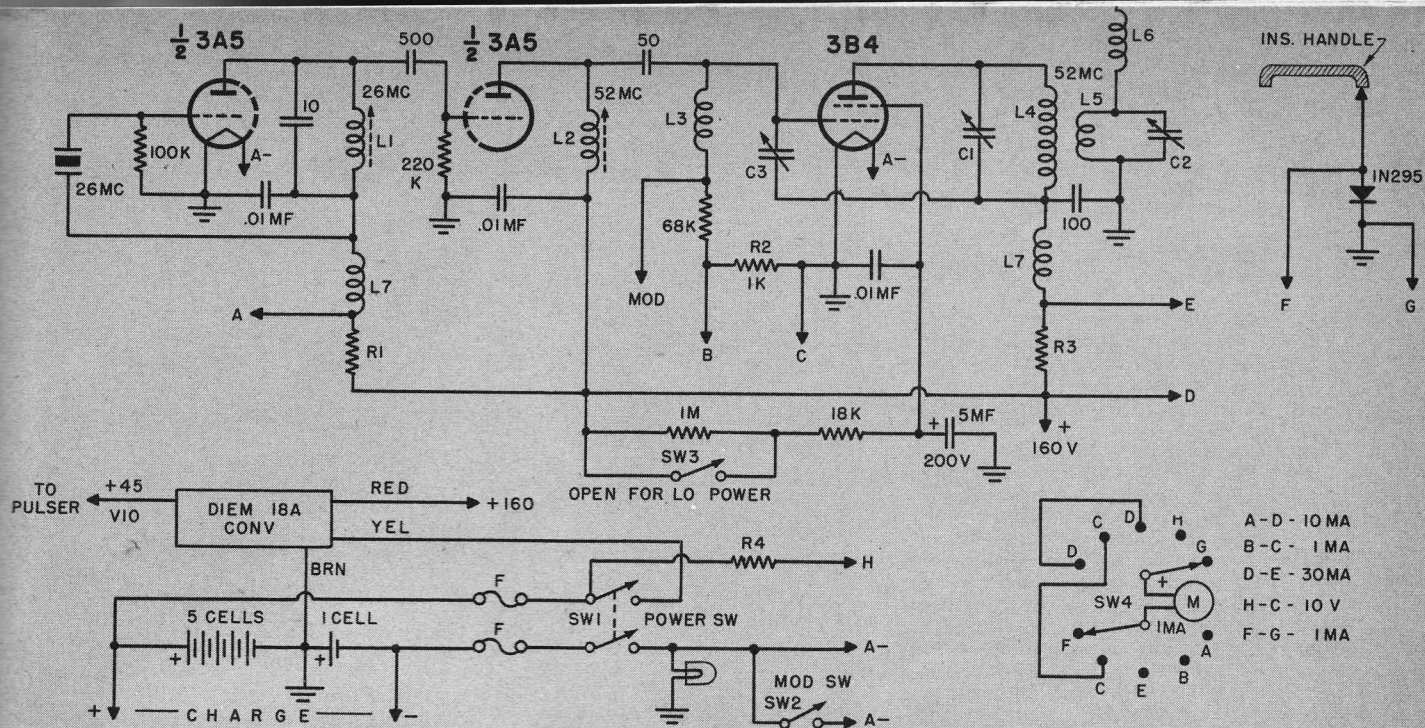 1/2 3A5
500
1/2 3A5
50
3B4
L6
INS. HANDLE
26MC
10
52MC
52MC
L5
L1
L2
L3
L4
100K
A-
220
K
C3
A-
C1
C2
26MC
.01MF
.01MF
68K
100
1N295
R2
1K
.01MF
L7
L7
MOD
A
B
C
E
F
G
R1
R3
D
1M
18K
+
5MF
200V
+
160V
SW3
OPEN FOR LO POWER
TO
PULSER
+45
V10
DIEM 18A
CONV
RED
+160
YEL
BRN
R4
H
F
SW1
POWER SW
5 CELLS
1 CELL
F
+
+
A-
MOD SW
SW2
A-
+
CHARGE
-
C
D
H
D
G
+
SW4
M
1MA
F
A
C
E
B
A-D-10MA
B-C- 1MA
D-E-30MA
H-C-10 V
F-G- 1MA